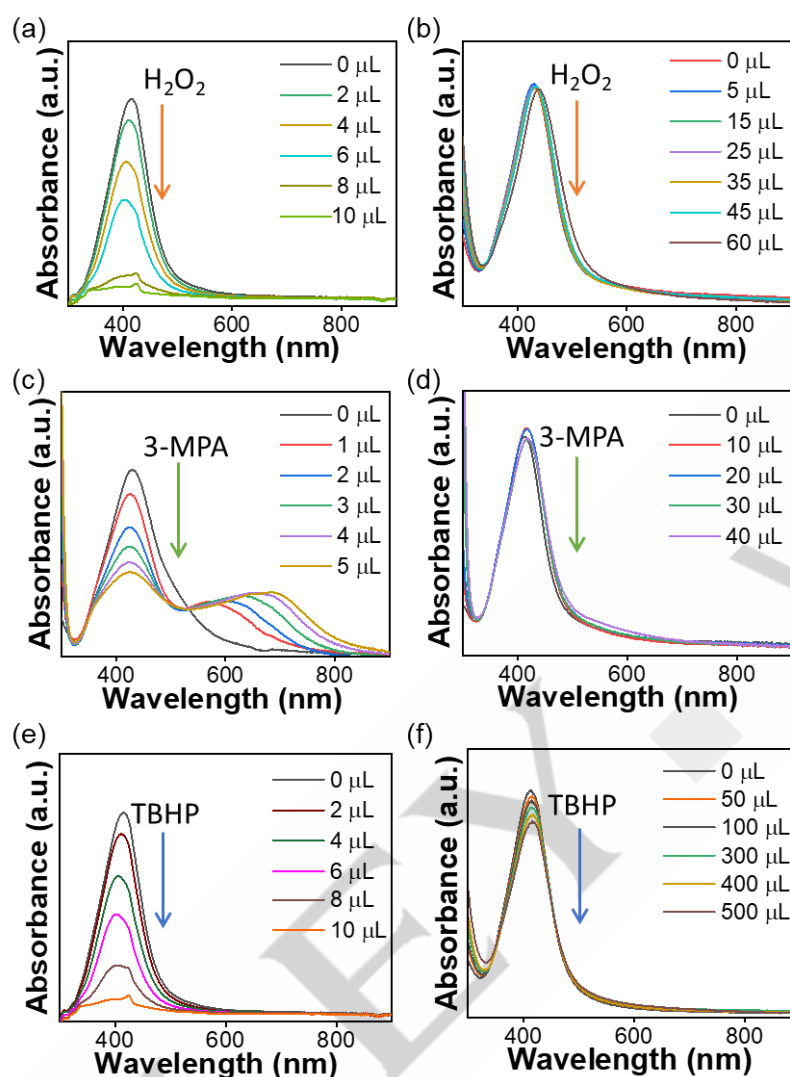 (a)
Absorbance (a.u.)
H₂O₂
0 μL
2 μL
4 μL
6 μL
8 μL
10 μL
400 600 800
Wavelength (nm)
(b)
Absorbance (a.u.)
H₂O₂
0 μL
5 μL
15 μL
25 μL
35 μL
45 μL
60 μL
400 600 800
Wavelength (nm)
(c)
Absorbance (a.u.)
3-MPA
0 μL
1 μL
2 μL
3 μL
4 μL
5 μL
400 600 800
Wavelength (nm)
(d)
Absorbance (a.u.)
3-MPA
0 μL
10 μL
20 μL
30 μL
40 μL
400 600 800
Wavelength (nm)
(e)
Absorbance (a.u.)
TBHP
0 μL
2 μL
4 μL
6 μL
8 μL
10 μL
400 600 800
Wavelength (nm)
(f)
Absorbance (a.u.)
TBHP
0 μL
50 μL
100 μL
300 μL
400 μL
500 μL
400 600 800
Wavelength (nm)
EY